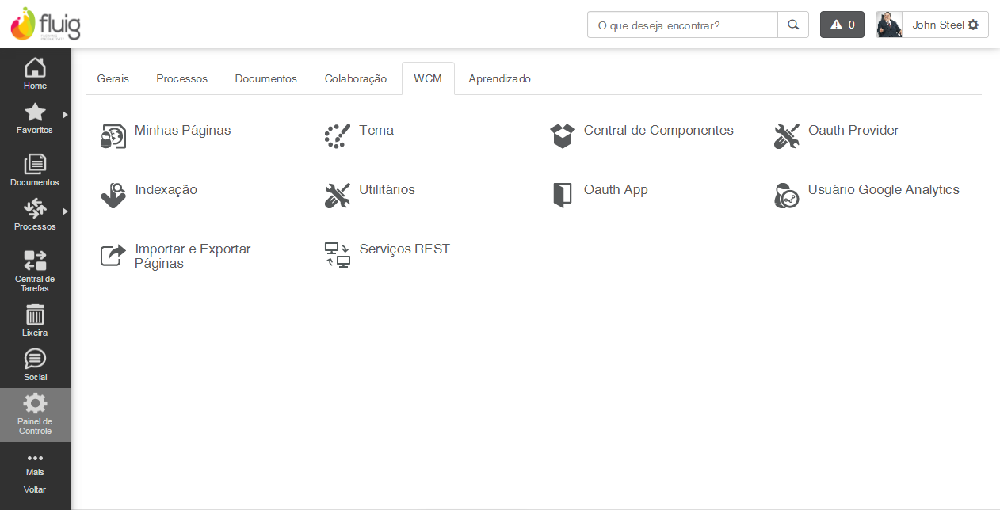 fluig
O que deseja encontrar?
0
John Steel
Home
Favoritos
Documentos
Processos
Central de
Tarefas
Lixeira
Social
Painel de
Controle
Mais
Voltar
Gerais Processos Documentos Colaboração WCM Aprendizado
Minhas Páginas Tema Central de Componentes Oauth Provider
Indexação Utilitários Oauth App Usuário Google Analytics
Importar e Exportar
Páginas
Serviços REST